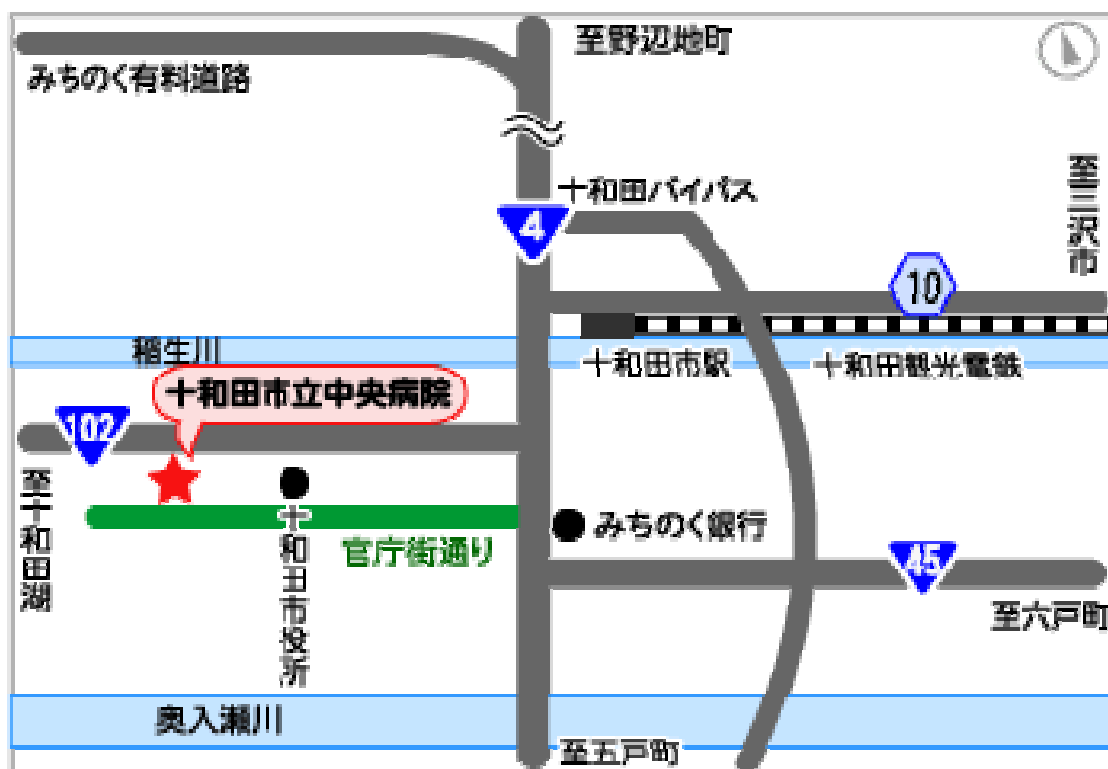 至野辺地町
みちのく有料道路
十和田バイパス
至三沢市
4
10
稲生川
十和田市駅
十和田観光電鉄
十和田市立中央病院
102
至十和田湖
十和田市役所
官庁街通り
みちのく銀行
45
至六戸町
奥入瀬川
至五戸町